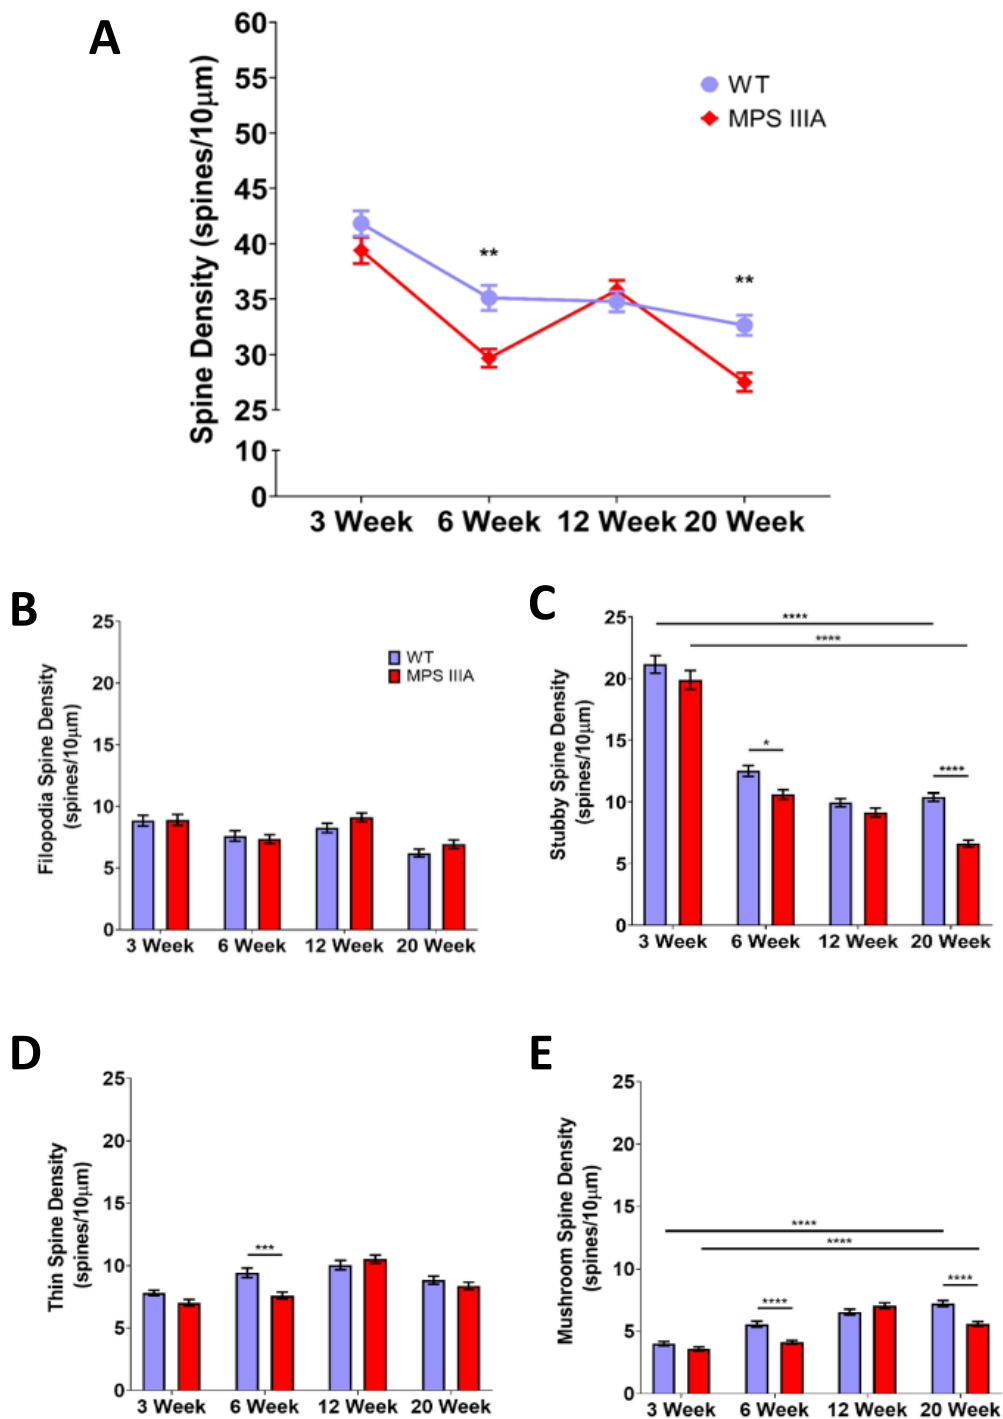 A
Spine Density (spines/10μm)
60
55
50
45
40
35
30
25
10
0
WT
MPS IIIA
**
**
3 Week 6 Week 12 Week 20 Week
B
Filopodia Spine Density
(spines/10μm)
25
20
15
10
5
0
WT
MPS IIIA
3 Week 6 Week 12 Week 20 Week
C
Stubby Spine Density
(spines/10μm)
25
20
15
10
5
0
****
****
*
****
3 Week 6 Week 12 Week 20 Week
D
Thin Spine Density
(spines/10μm)
25
20
15
10
5
0
***
3 Week 6 Week 12 Week 20 Week
E
Mushroom Spine Density
(spines/10μm)
25
20
15
10
5
0
****
****
****
****
3 Week 6 Week 12 Week 20 Week